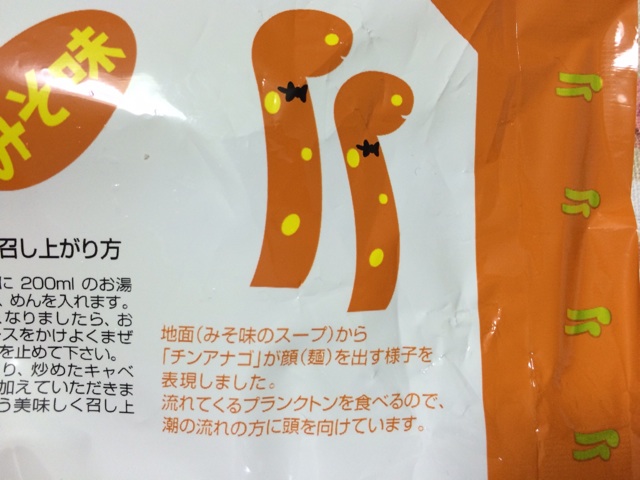 みそ味
召し上がり方
に 200ml のお湯
、めんを入れます。
くなりましたら、お
ースをかけよくまぜ
を止めて下さい。
り、炒めたキャベ
加えていただきま
う美味しく召し上
地面（みそ味のスープ）から
「チンアナゴ」が顔（麺）を出す様子を
表現しました。
流れてくるプランクトンを食べるので、
潮の流れの方に頭を向けています。